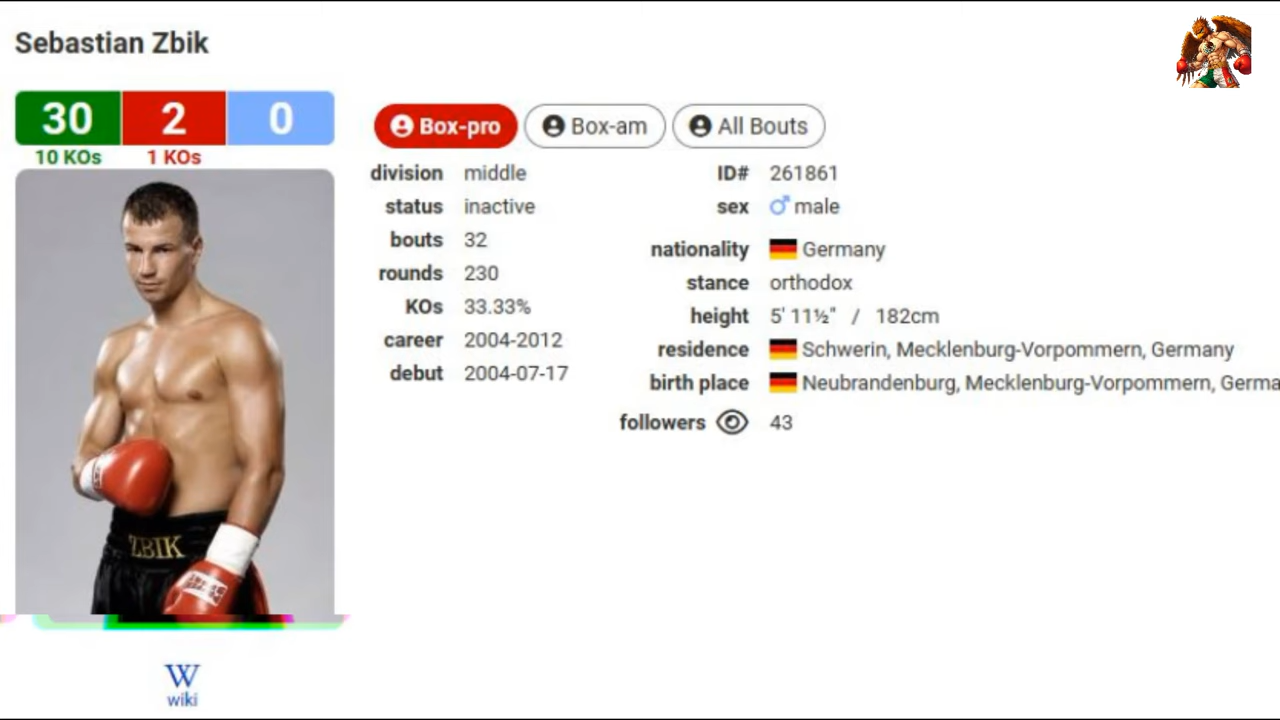 Sebastian Zbik
30 2 0
10 KOs 1 KOs
Box-pro Box-am All Bouts
division middle
status inactive
bouts 32
rounds 230
KOs 33.33%
career 2004-2012
debut 2004-07-17
ID# 261861
sex male
nationality Germany
stance orthodox
height 5' 11½" / 182cm
residence Schwerin, Mecklenburg-Vorpommern, Germany
birth place Neubrandenburg, Mecklenburg-Vorpommern, Germa
followers 43
ZBIK
W
wiki